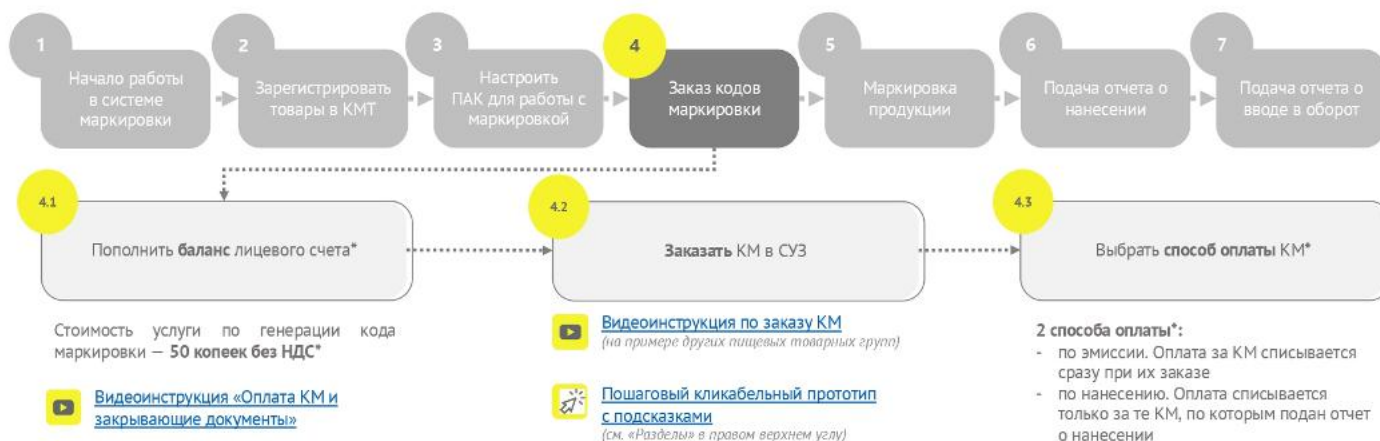 1
Начало работы
в системе
маркировки
2
Зарегистрировать
товары в КМТ
3
Настроить
ПАК для работы с
маркировкой
4
Заказ кодов
маркировки
5
Маркировка
продукции
6
Подача отчета о
нанесении
7
Подача отчета о
вводе в оборот
4.1
Пополнить баланс лицевого счета*
Стоимость услуги по генерации кода
маркировки — 50 копеек без НДС*
Видеоинструкция «Оплата КМ и
закрывающие документы»
4.2
Заказать КМ в СУЗ
Видеоинструкция по заказу КМ
(на примере других пищевых товарных групп)
Пошаговый кликабельный прототип
с подсказками
(см. «Разделы» в правом верхнем углу)
4.3
Выбрать способ оплаты КМ*
2 способа оплаты*:
- по эмиссии. Оплата за КМ списывается
сразу при их заказе
- по нанесению. Оплата списывается
только за те КМ, по которым подан отчет
о нанесении